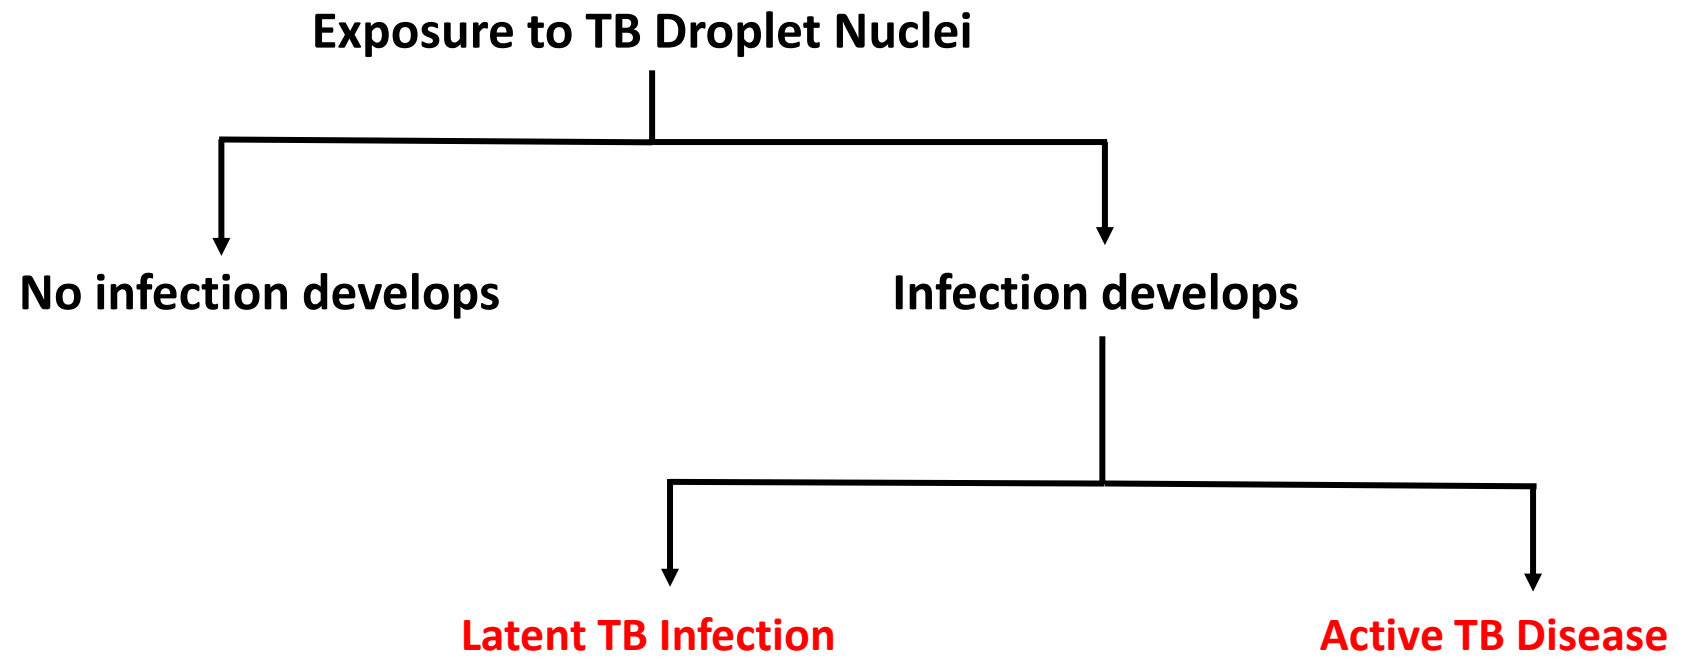 Exposure to TB Droplet Nuclei
No infection develops
Infection develops
Latent TB Infection
Active TB Disease